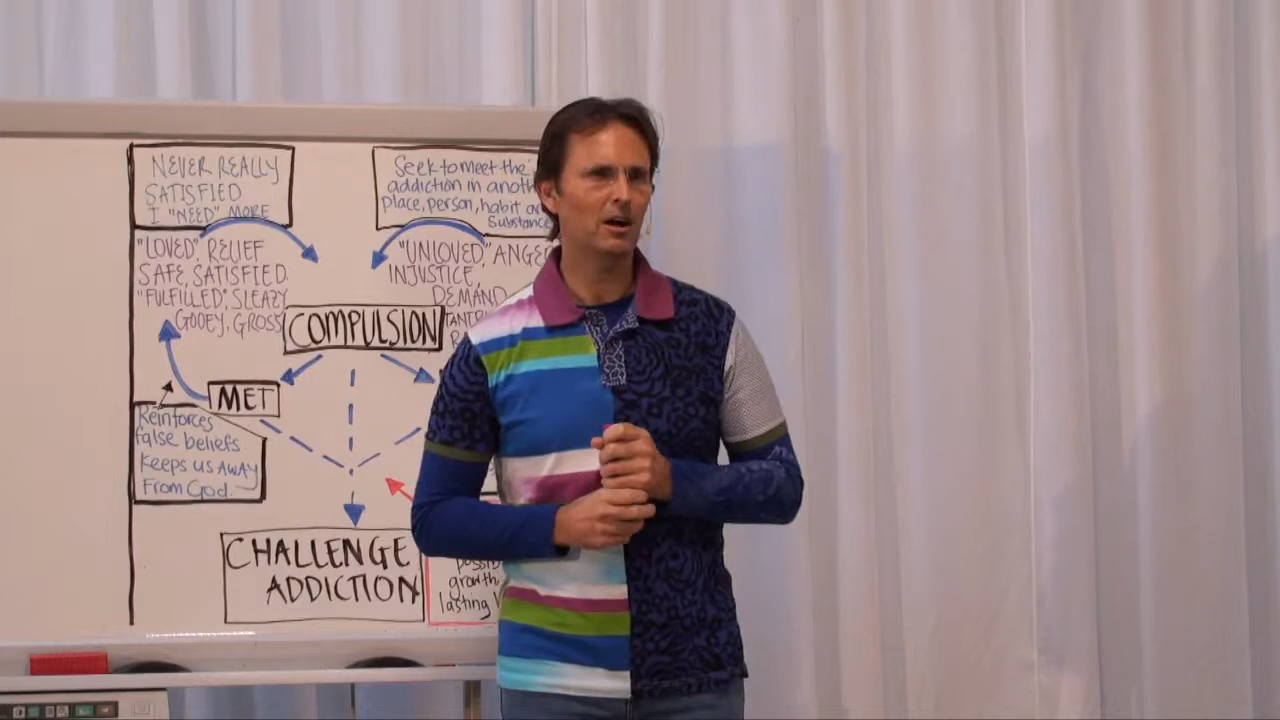 NEVER REALLY
SATISFIED
I "NEED" MORE
Seek to meet the
addiction in
place, person, habit or
Substance
"LOVED", RELIEF
SAFE, SATISFIED
"FULFILLED", SLEAZY
GOOEY, GROSS
"UNLOVED," ANGER
INJUSTICE,
DEMAND
COMPULSION
MET
Reinforces
false beliefs.
Keeps us AWAY
From God.
CHALLENGE
ADDICTION
growth,
lasting